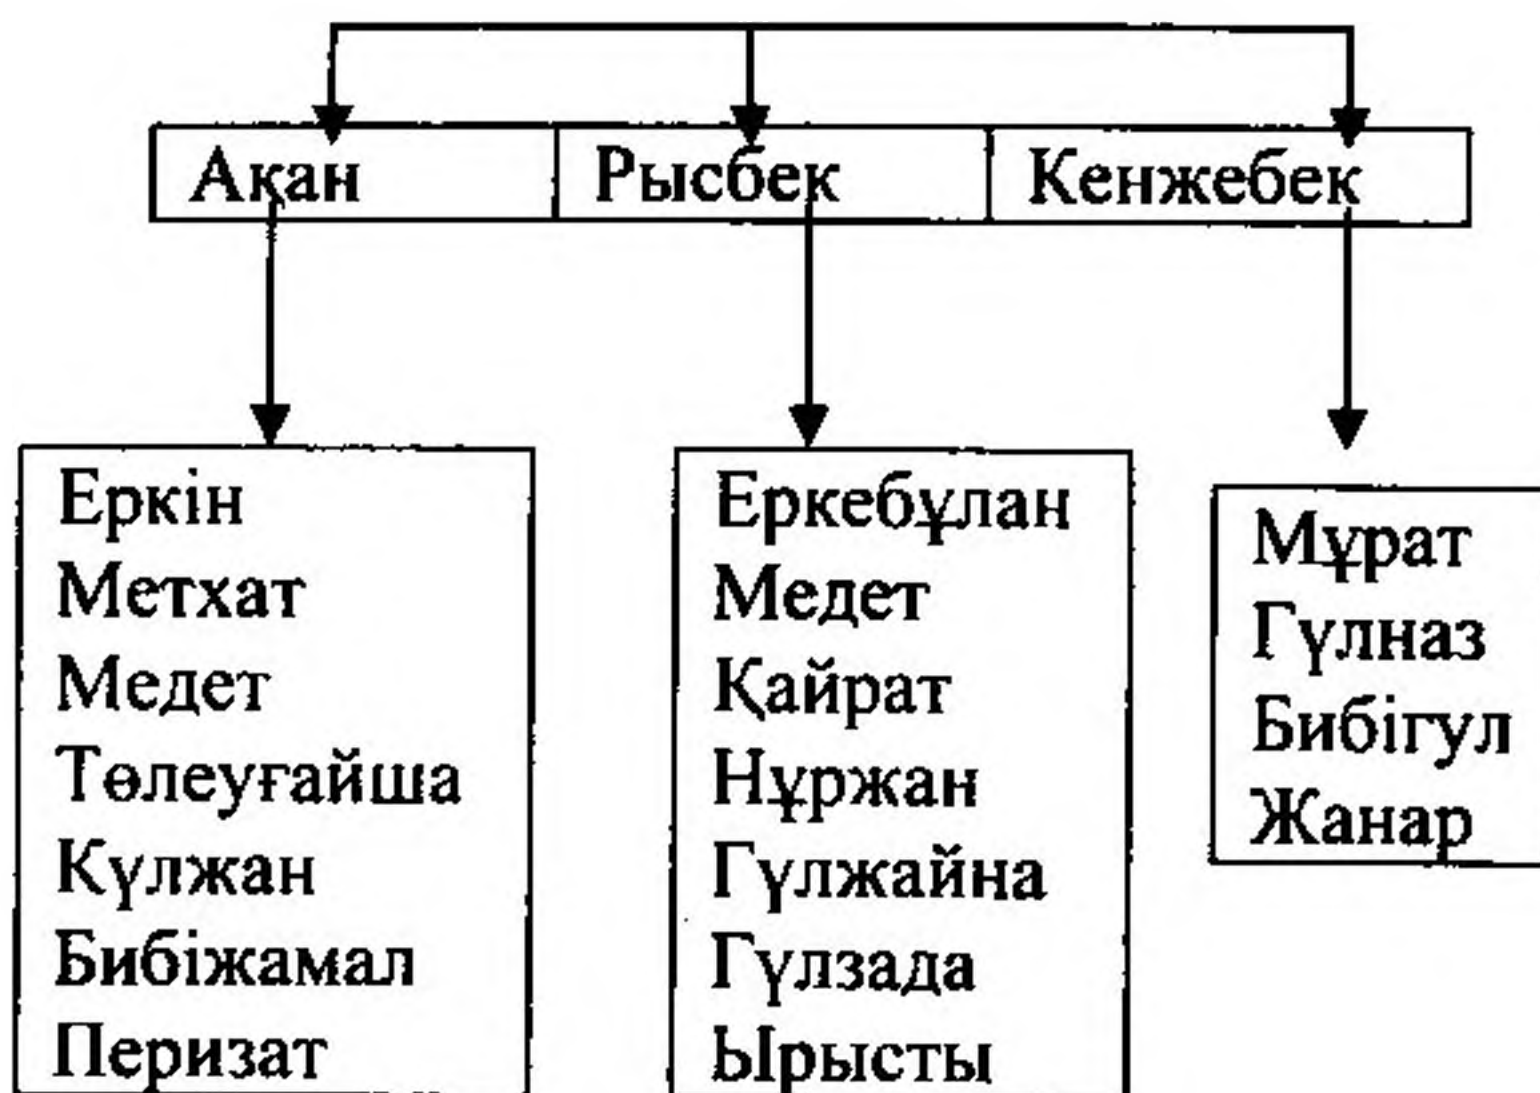 Ақан Рысбек Кенжебек
Еркін
Метхат
Медет
Төлеуғайша
Күлжан
Бибіжамал
Перизат
Еркебұлан
Медет
Қайрат
Нұржан
Гүлжайна
Гүлзада
Ырысты
Мұрат
Гүлназ
Бибігул
Жанар